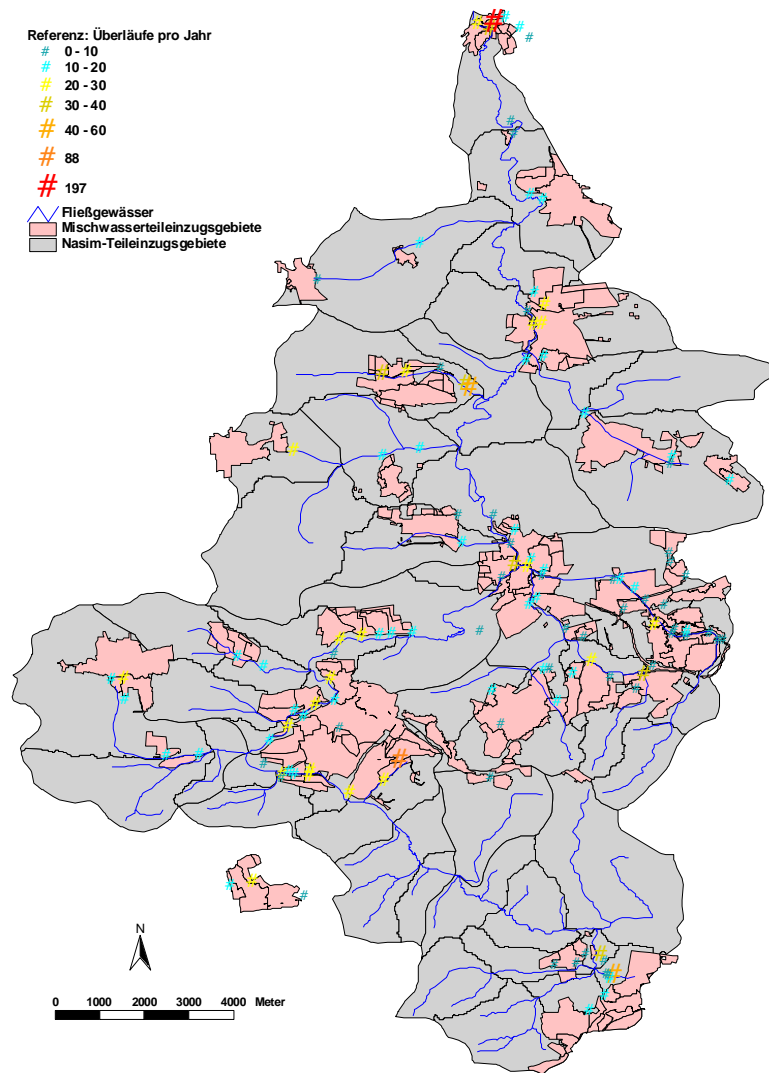 Referenz: Überläufe pro Jahr
# 0 - 10
# 10 - 20
# 20 - 30
# 30 - 40
# 40 - 60
# 88
# 197
Fließgewässer
Mischwasserteileinzugsgebiete
Nasim-Teileinzugsgebiete
N
0 1000 2000 3000 4000 Meter